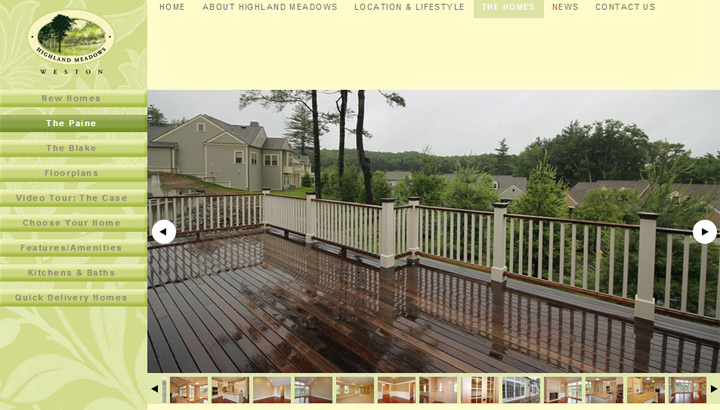 HOME
ABOUT HIGHLAND MEADOWS
LOCATION & LIFESTYLE
THE HOMES
NEWS
CONTACT US
HIGHLAND MEADOWS
WESTON
New Homes
The Paine
The Blake
Floorplans
Video Tour: The Case
Choose Your Home
Features/Amenities
Kitchens & Baths
Quick Delivery Homes